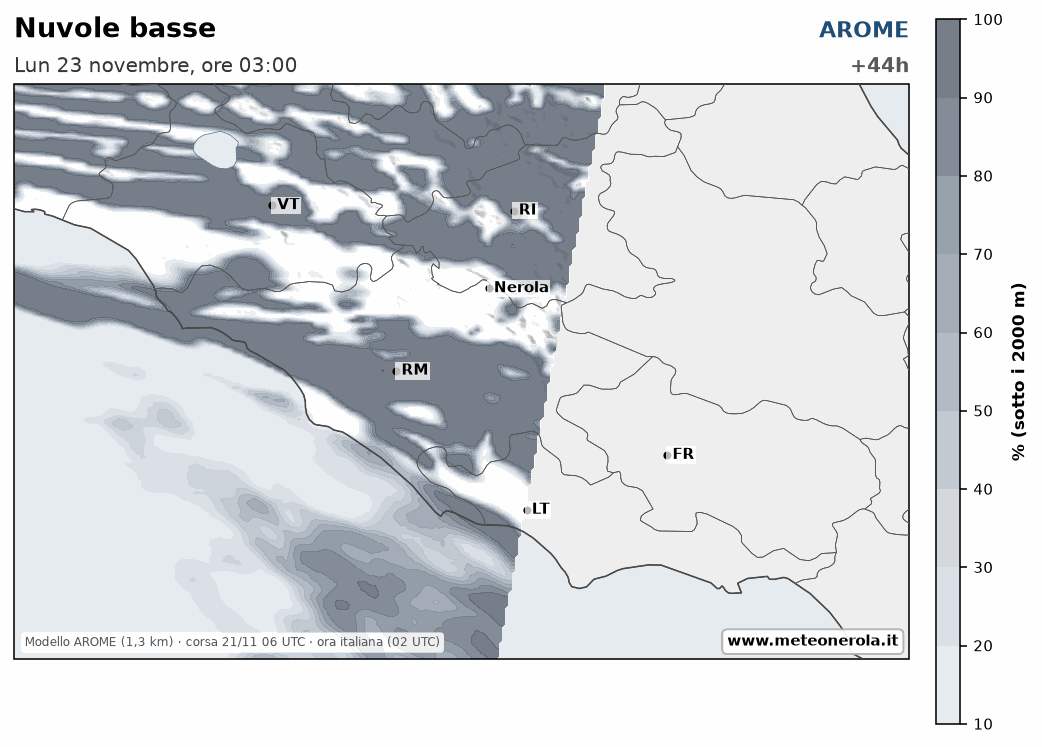 Nuvole basse
AROME
Lun 23 novembre, ore 03:00
+44h
100
90
80
70
60
50
40
30
20
10
% (sotto i 2000 m)
VT
RI
Nerola
RM
FR
LT
Modello AROME (1,3 km) · corsa 21/11 06 UTC · ora italiana (02 UTC)
www.meteonerola.it